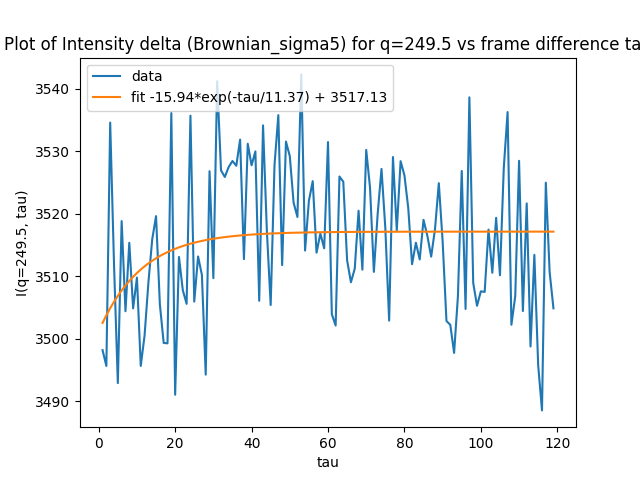 Plot of Intensity delta (Brownian_sigma5) for q=249.5 vs frame difference ta
data
fit -15.94*exp(-tau/11.37) + 3517.13
I(q=249.5, tau)
3540
3530
3520
3510
3500
3490
0 20 40 60 80 100 120
tau